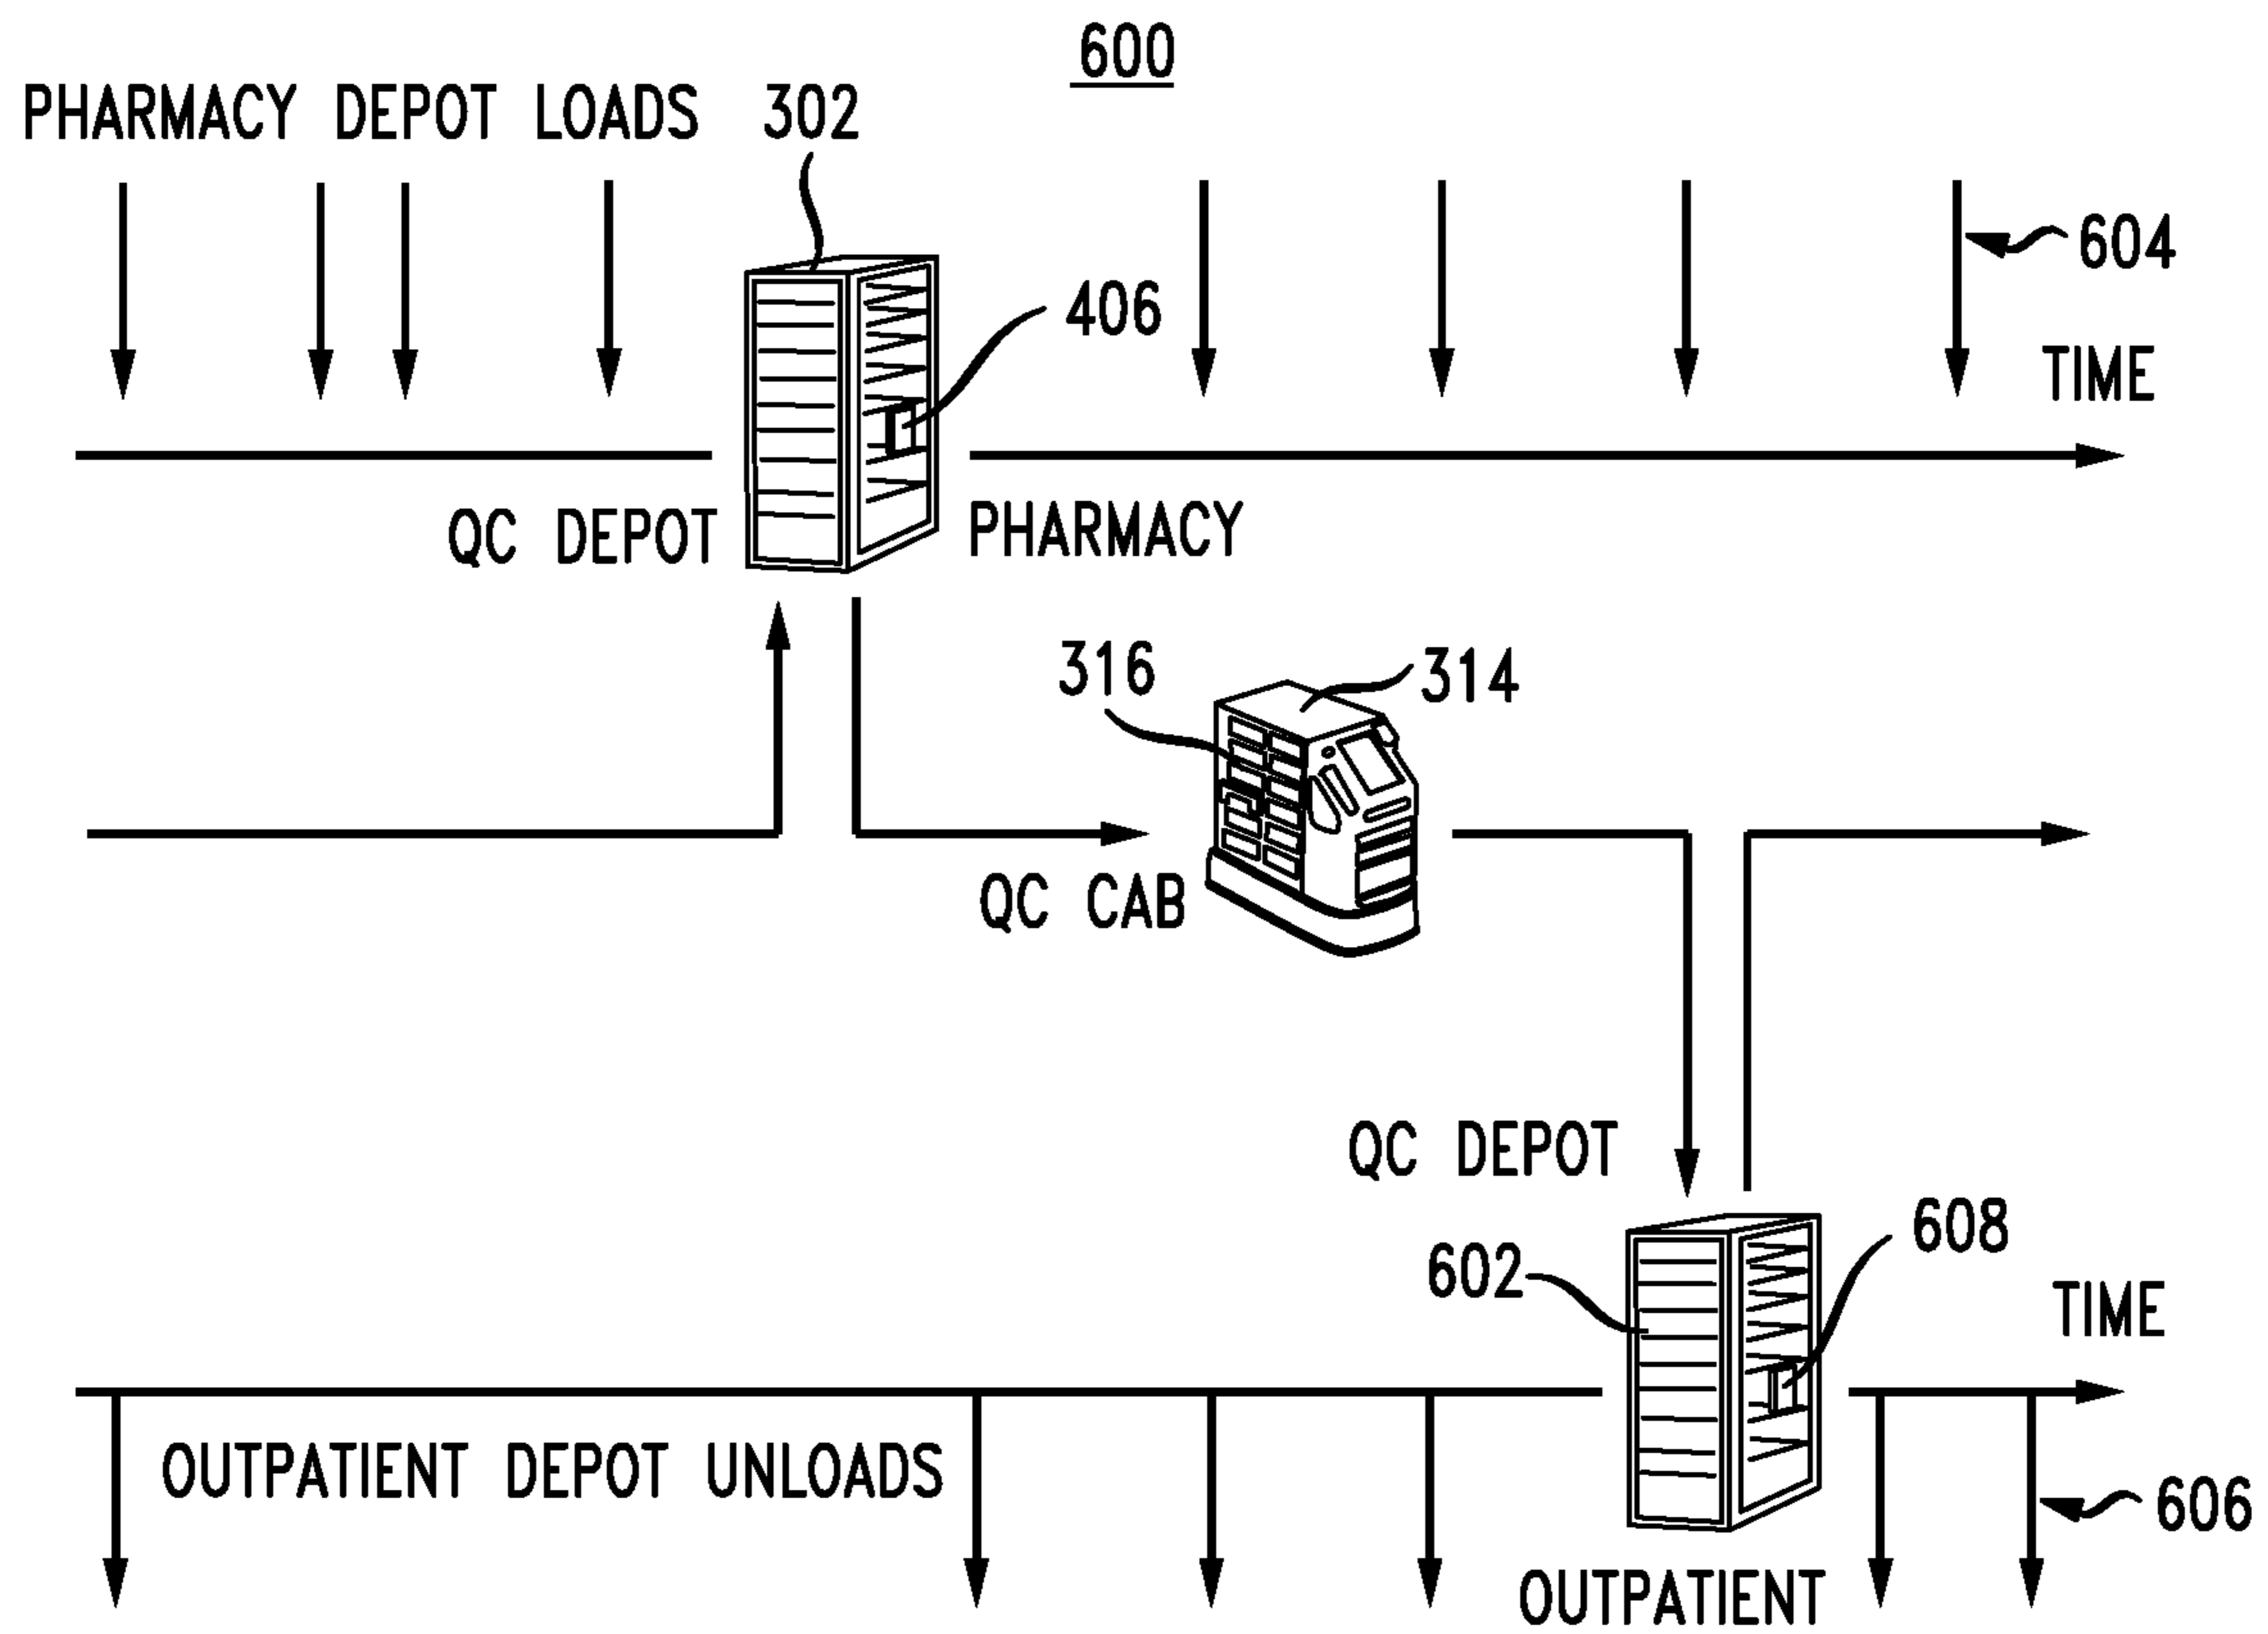 600
PHARMACY DEPOT LOADS 302
604
406
TIME
QC DEPOT PHARMACY
316 314
QC CAB
QC DEPOT
608
602
TIME
OUTPATIENT DEPOT UNLOADS
606
OUTPATIENT